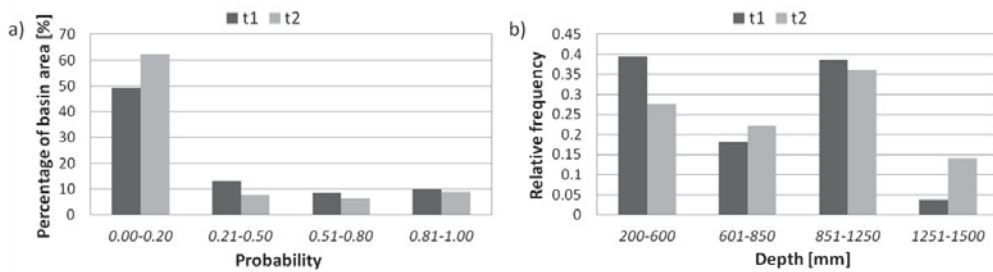 a)
t1 t2
Percentage of basin area [%]
70
60
50
40
30
20
10
0
0.00-0.20 0.21-0.50 0.51-0.80 0.81-1.00
Probability
b)
t1 t2
Relative frequency
0.45
0.4
0.35
0.3
0.25
0.2
0.15
0.1
0.05
0
200-600 601-850 851-1250 1251-1500
Depth [mm]